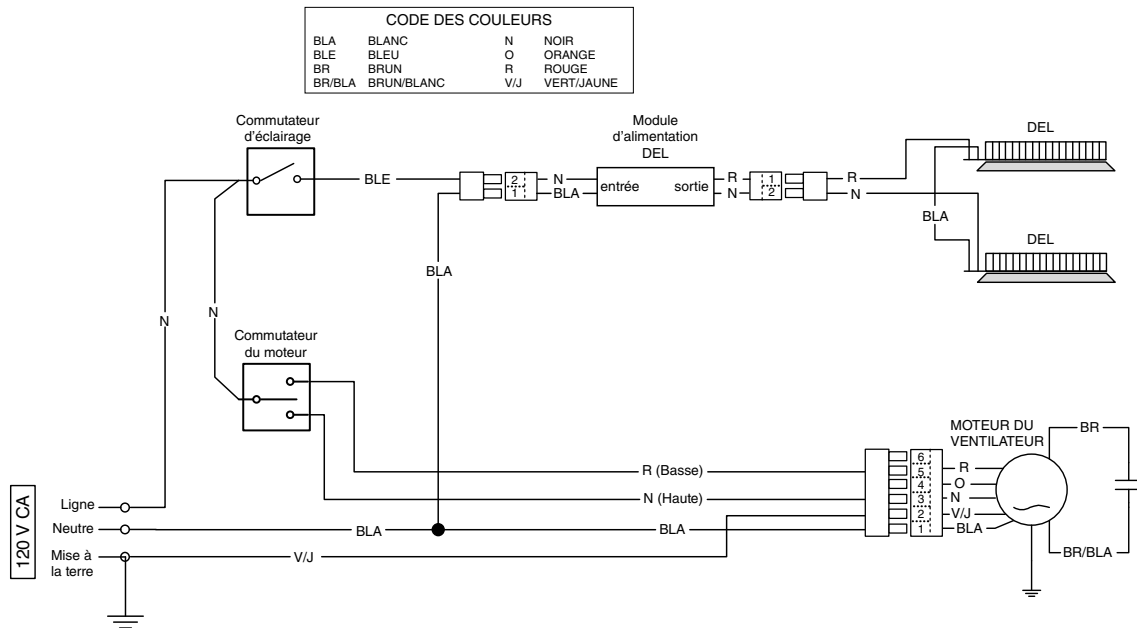 CODE DES COULEURS
BLA BLANC N NOIR
BLE BLEU O ORANGE
BR BRUN R ROUGE
BR/BLA BRUN/BLANC V/J VERT/JAUNE
Commutateur
d'éclairage
Module
d'alimentation
DEL
DEL
BLE
2
1
N
BLA
entrée
sortie
R
N
1
2
R
N
BLA
DEL
BLA
N
N
Commutateur
du moteur
MOTEUR DU
VENTILATEUR
BR
R (Basse)
N (Haute)
6
5
4
3
2
1
R
O
N
V/J
BLA
BR/BLA
120 V CA
Ligne
Neutre
BLA
BLA
Mise à
la terre
V/J